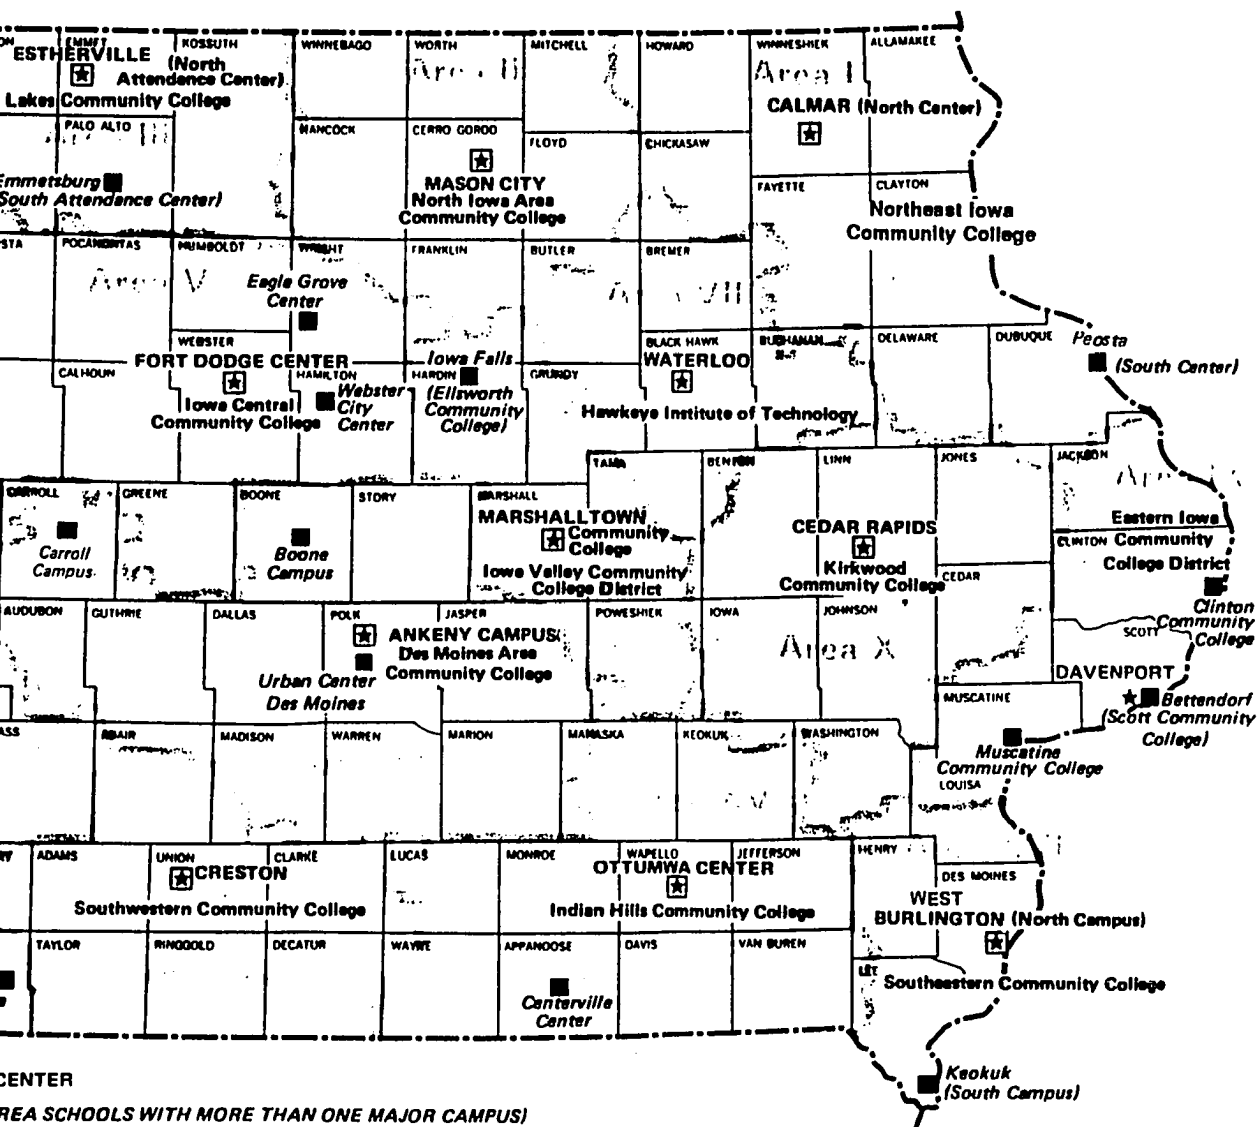 EMMET
KOSSUTH
WINNEBAGO
WORTH
MITCHELL
HOWARD
WINNESHIEK
ALLAMAKEE
ESTHERVILLE
(North
Attendance Center)
Lakes Community College
Area II
Area I
CALMAR (North Center)
PALO ALTO
HANCOCK
CERRO GORDO
FLOYD
CHICKASAW
Emmetsburg
(South Attendance Center)
MASON CITY
North Iowa Area
Community College
FAYETTE
CLAYTON
Northeast Iowa
Community College
STA
POCAHONTAS
HUMBOLDT
WRIGHT
FRANKLIN
BUTLER
BREMER
Area V
Eagle Grove
Center
VII
WEBSTER
BLACK HAWK
BUCHANAN
DELAWARE
DUBUQUE
Peosta
(South Center)
CALHOUN
FORT DODGE CENTER
HAMILTON
HARDIN
GRUNDY
WATERLOO
Iowa Central
Community College
Webster
City
Center
Iowa Falls
(Ellsworth
Community
College)
Hawkeye Institute of Technology
TAMA
BENTON
LINN
JONES
JACKSON
CARROLL
GREENE
BOONE
STORY
MARSHALL
Carroll
Campus
Boone
Campus
MARSHALLTOWN
Community
College
Iowa Valley Community
College District
CEDAR RAPIDS
Kirkwood
Community College
CEDAR
CLINTON
Eastern Iowa
Community
College District
Clinton
Community
College
AUDUBON
GUTHRIE
DALLAS
POLK
JASPER
POWESHIEK
IOWA
JOHNSON
SCOTT
ANKENY CAMPUS
Des Moines Area
Community College
Urban Center
Des Moines
Area X
DAVENPORT
MUSCATINE
Bettendorf
(Scott Community
College)
Muscatine
Community College
ASS
ADAIR
MADISON
WARREN
MARION
MAHASKA
KEOKUK
WASHINGTON
LOUISA
ADAMS
UNION
CLARKE
LUCAS
MONROE
WAPELLO
JEFFERSON
HENRY
DES MOINES
CRESTON
Southwestern Community College
OTTUMWA CENTER
Indian Hills Community College
WEST
BURLINGTON (North Campus)
TAYLOR
RINGGOLD
DECATUR
WAYNE
APPANOOSE
DAVIS
VAN BUREN
LEE
Southeastern Community College
Centerville
Center
Keokuk
(South Campus)
CENTER
REA SCHOOLS WITH MORE THAN ONE MAJOR CAMPUS)